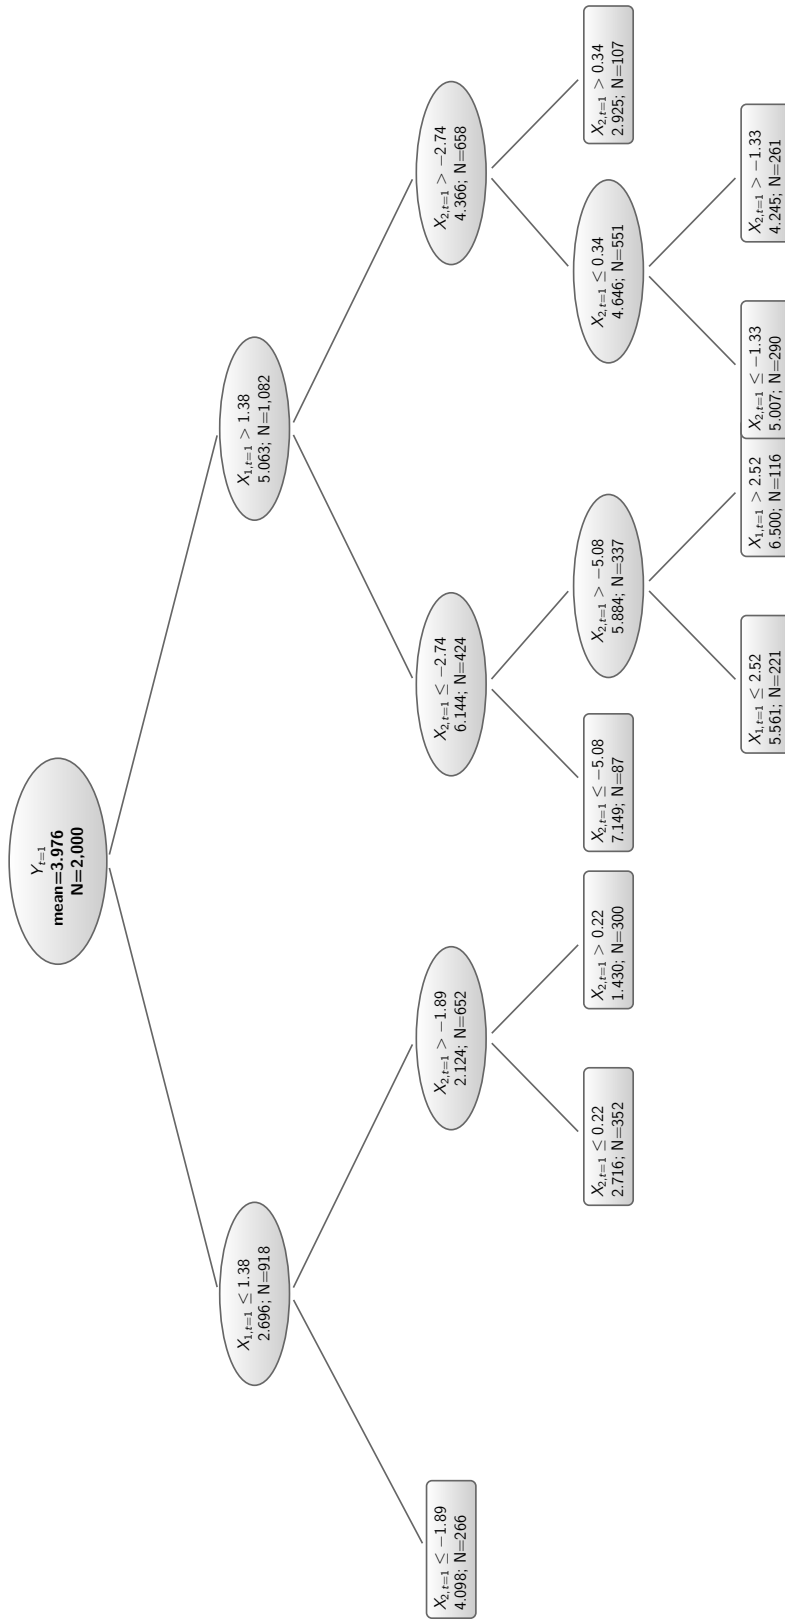 Y_{t=1}
mean=3.976
N=2,000
X_{1,t=1} ≤ 1.38
2.696; N=918
X_{1,t=1} > 1.38
5.063; N=1,082
X_{2,t=1} ≤ −1.89
4.098; N=266
X_{2,t=1} > −1.89
2.124; N=652
X_{2,t=1} ≤ −2.74
6.144; N=424
X_{2,t=1} > −2.74
4.366; N=658
X_{2,t=1} ≤ 0.22
2.716; N=352
X_{2,t=1} > 0.22
1.430; N=300
X_{2,t=1} ≤ −5.08
7.149; N=87
X_{2,t=1} > −5.08
5.884; N=337
X_{2,t=1} ≤ 0.34
4.646; N=551
X_{2,t=1} > 0.34
2.925; N=107
X_{1,t=1} ≤ 2.52
5.561; N=221
X_{1,t=1} > 2.52
6.500; N=116
X_{2,t=1} ≤ −1.33
5.007; N=290
X_{2,t=1} > −1.33
4.245; N=261